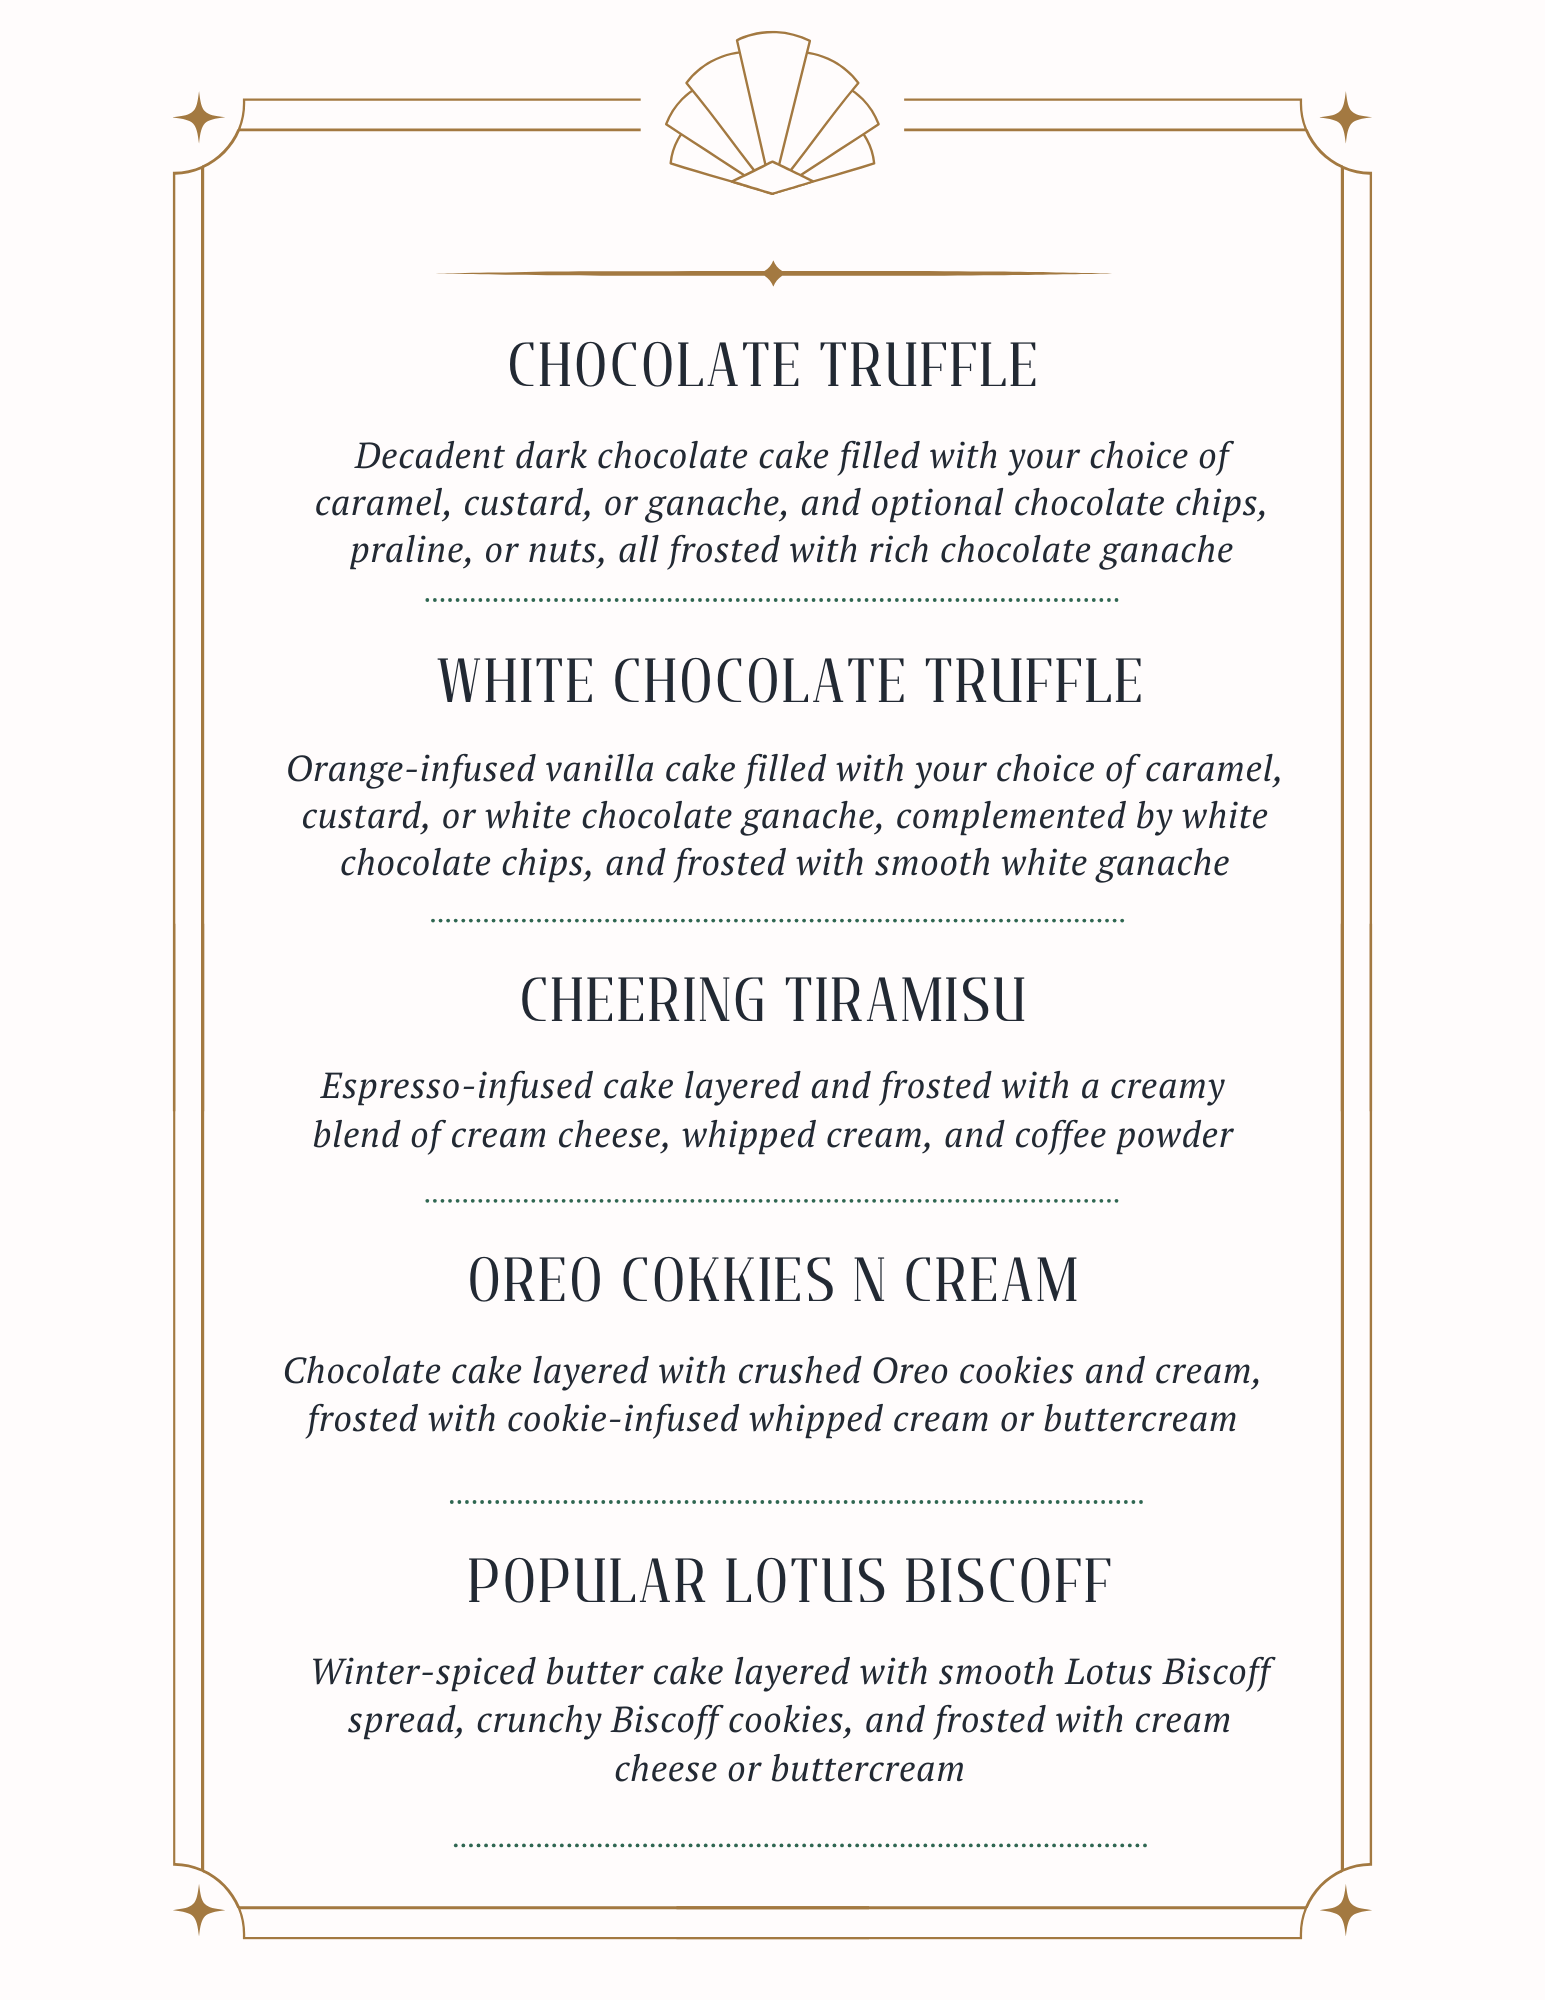 CHOCOLATE TRUFFLE
Decadent dark chocolate cake filled with your choice of
caramel, custard, or ganache, and optional chocolate chips,
praline, or nuts, all frosted with rich chocolate ganache
WHITE CHOCOLATE TRUFFLE
Orange-infused vanilla cake filled with your choice of caramel,
custard, or white chocolate ganache, complemented by white
chocolate chips, and frosted with smooth white ganache
CHEERING TIRAMISU
Espresso-infused cake layered and frosted with a creamy
blend of cream cheese, whipped cream, and coffee powder
OREO COKKIES N CREAM
Chocolate cake layered with crushed Oreo cookies and cream,
frosted with cookie-infused whipped cream or buttercream
POPULAR LOTUS BISCOFF
Winter-spiced butter cake layered with smooth Lotus Biscoff
spread, crunchy Biscoff cookies, and frosted with cream
cheese or buttercream